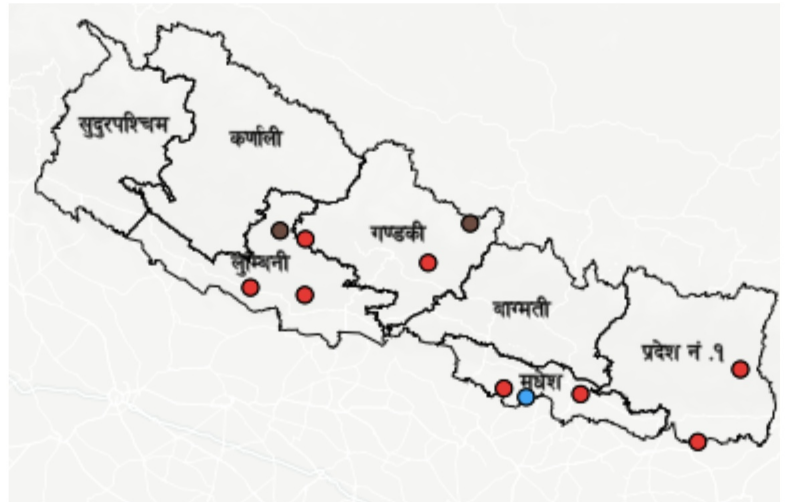 सुदुरपश्चिम
कर्णाली
गण्डकी
लुम्बिनी
बाग्मती
प्रदेश नं .१
मधेश